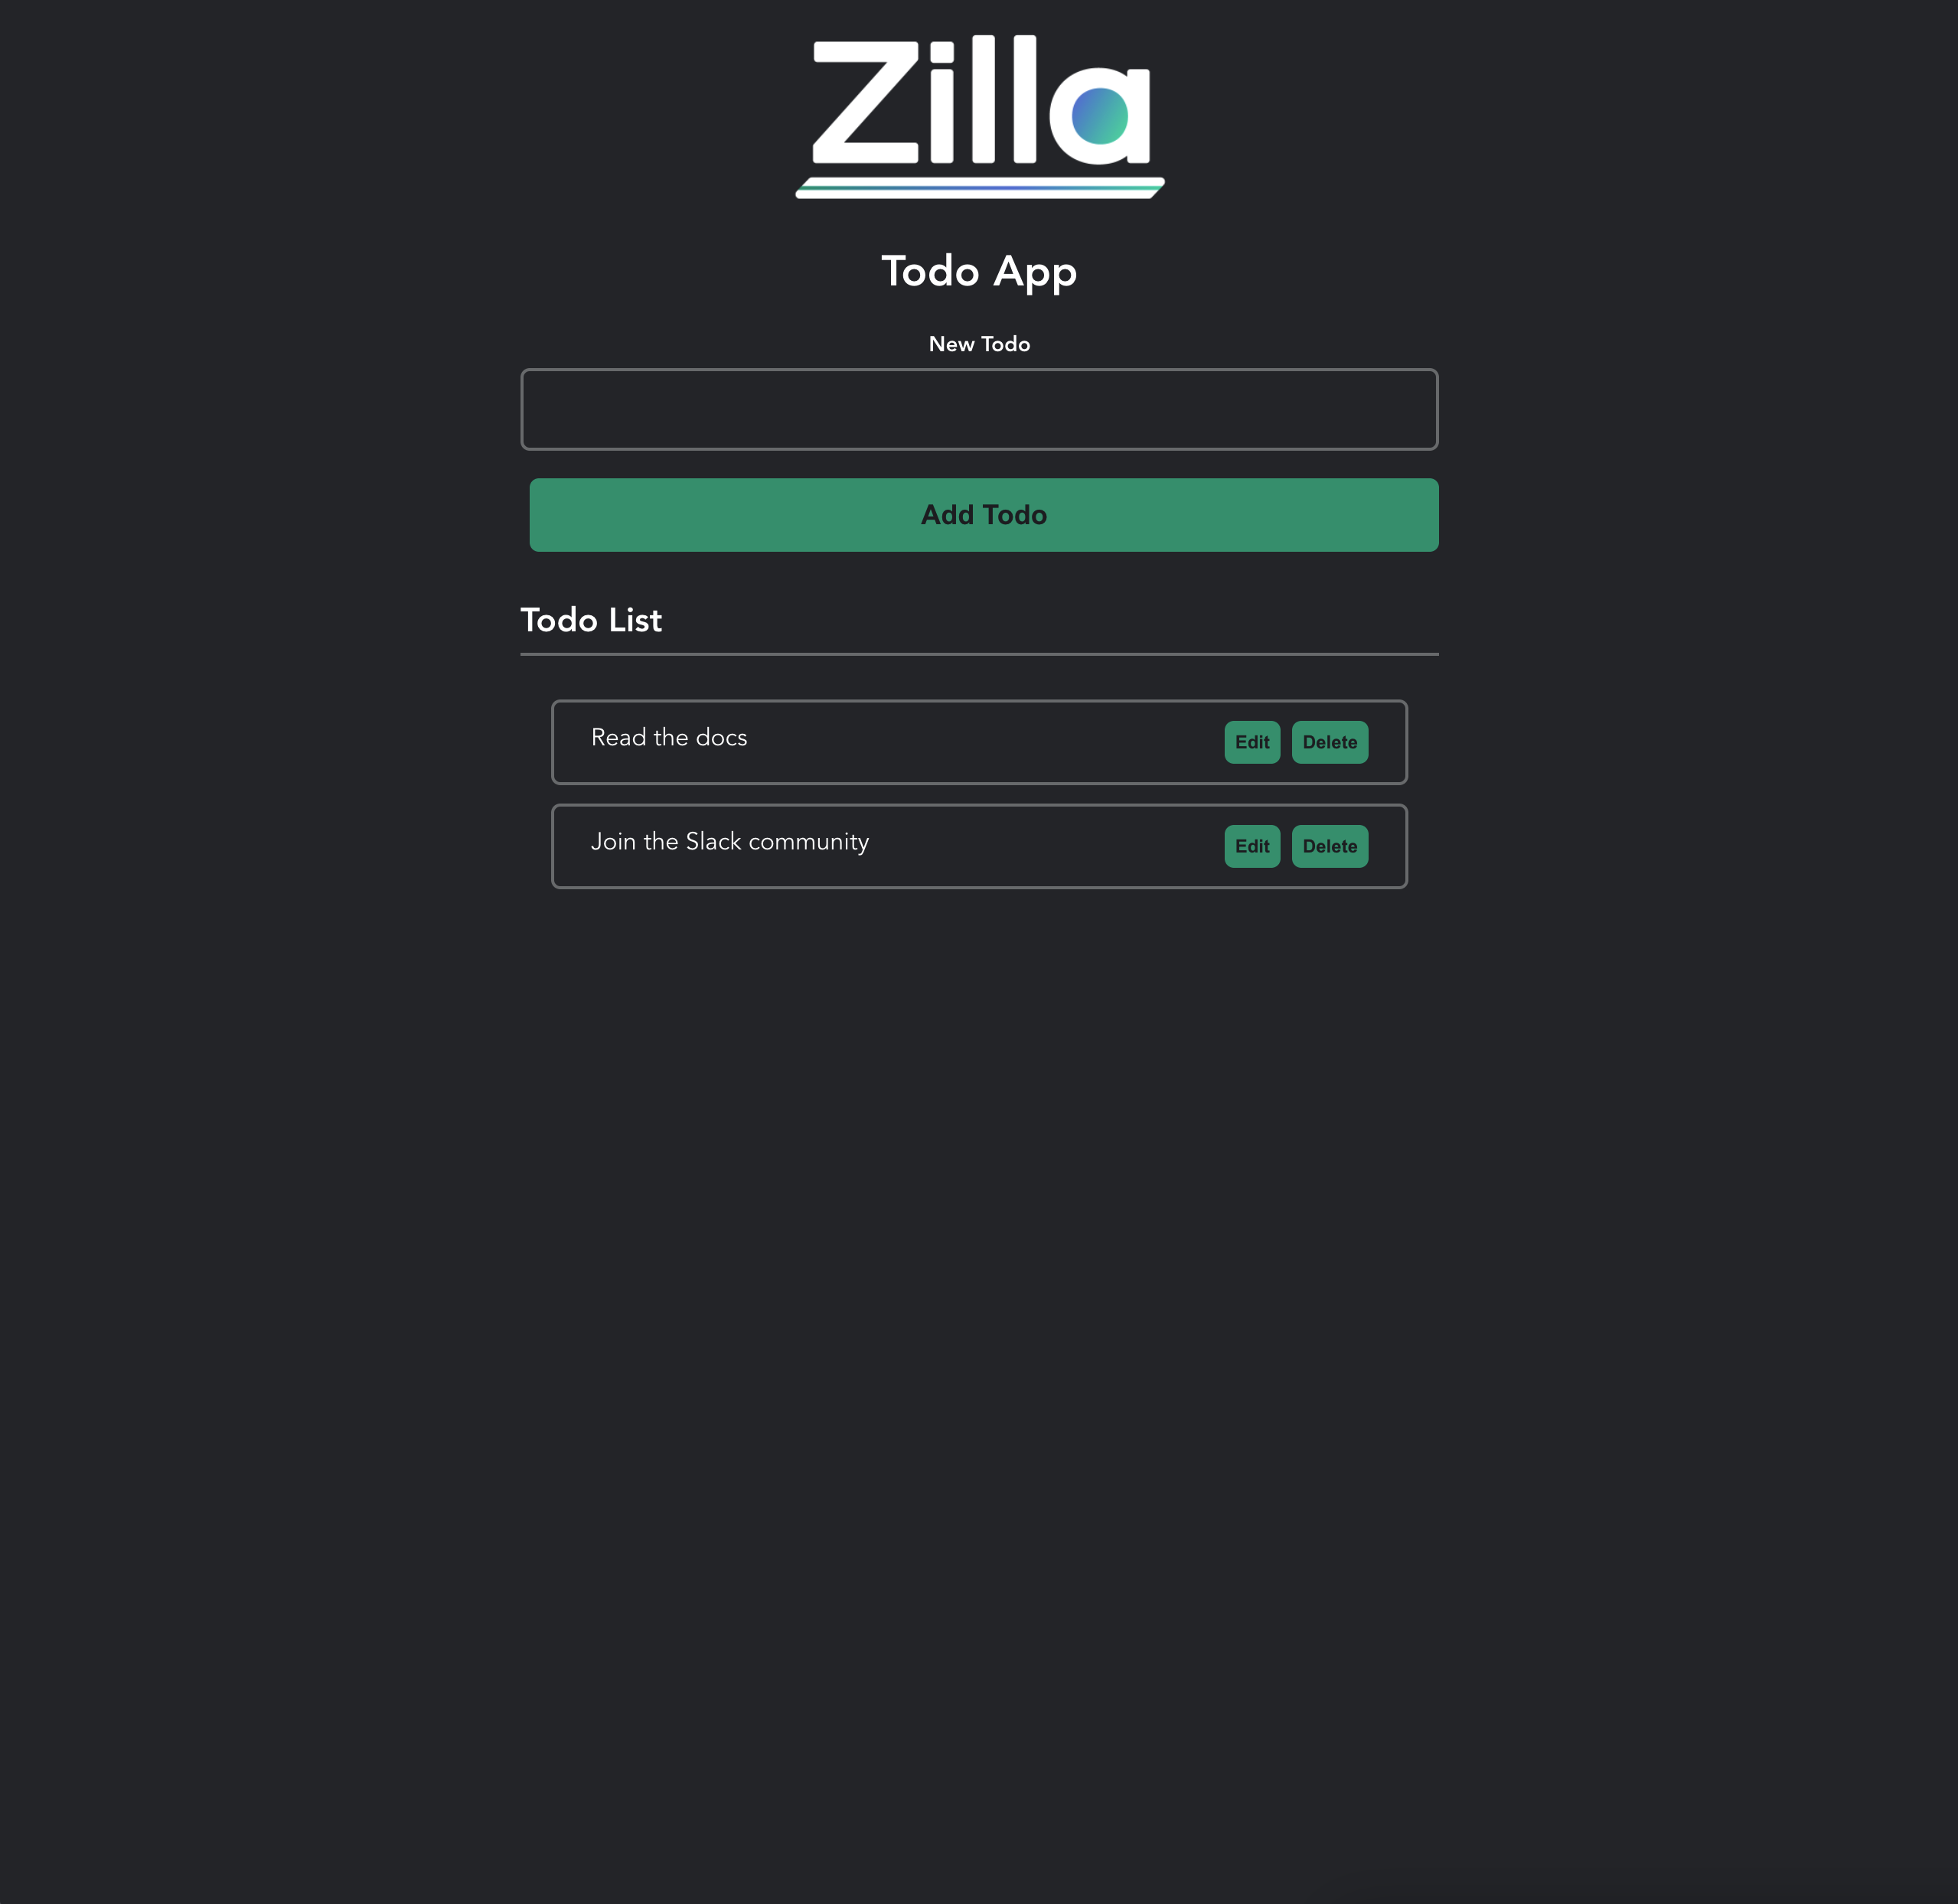 Zilla
Todo App
New Todo
Add Todo
Todo List
Read the docs
Edit
Delete
Join the Slack community
Edit
Delete